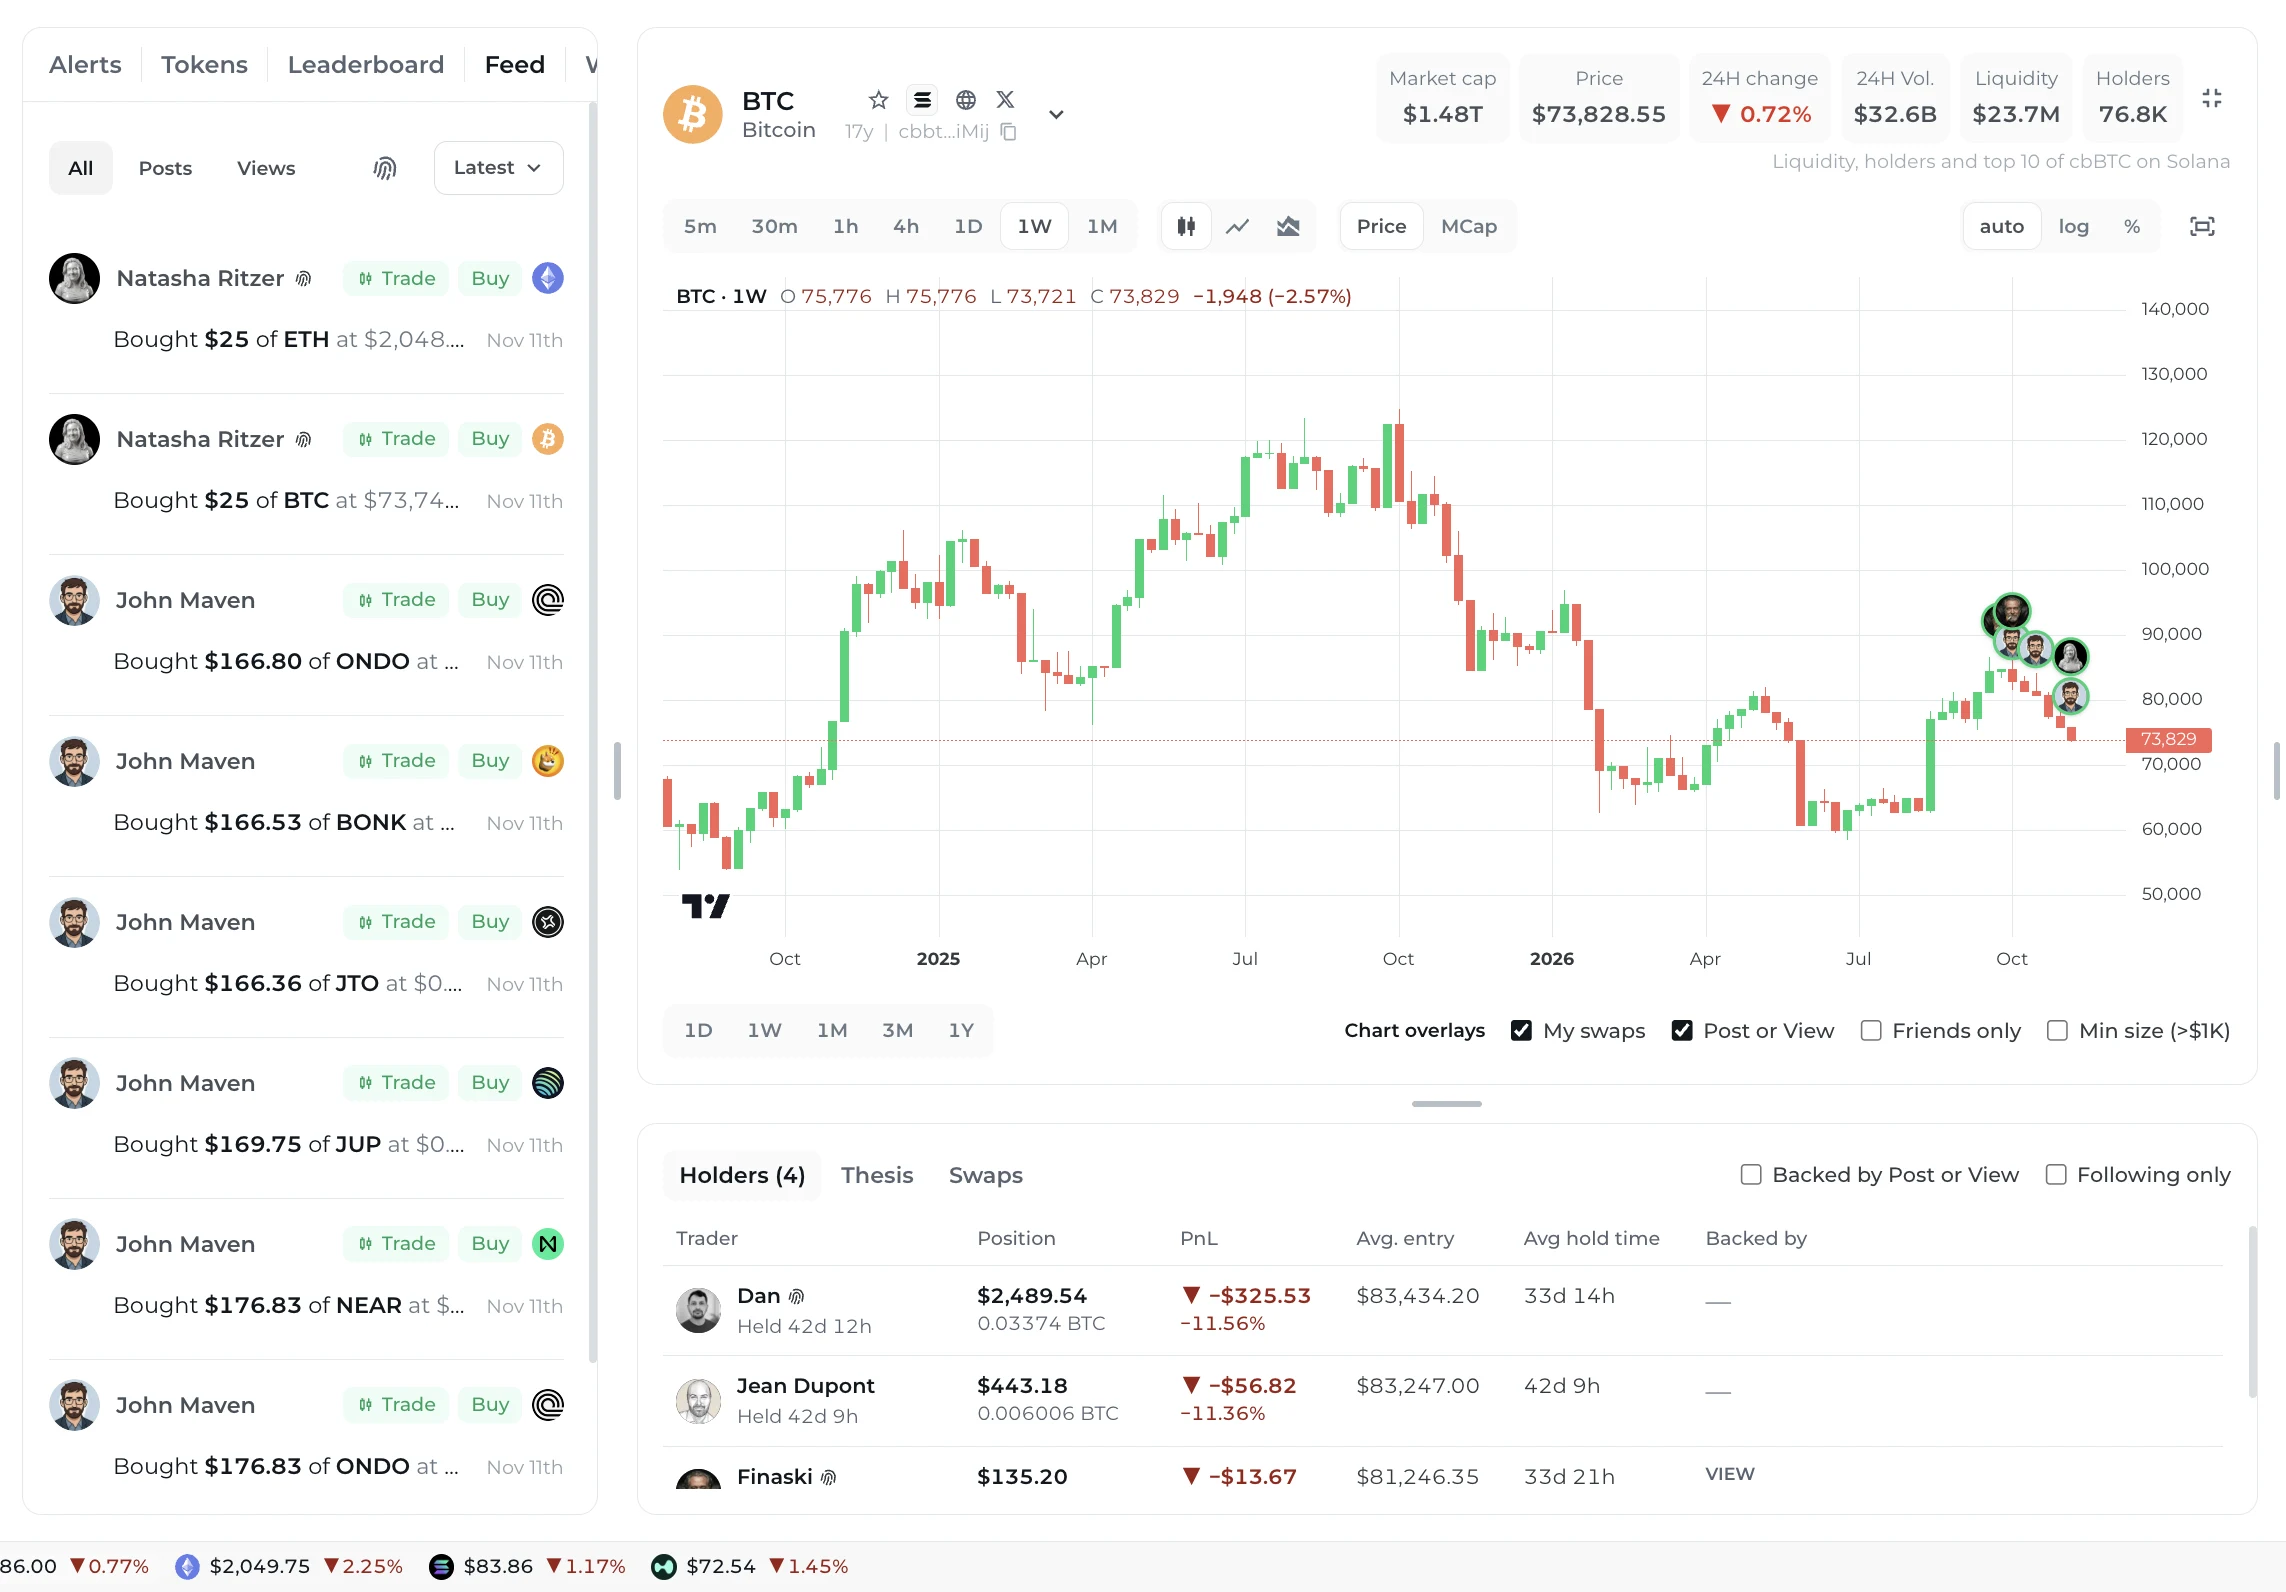 Alerts Tokens Leaderboard Feed
All Posts Views Latest
Natasha Ritzer Trade Buy
Bought $25 of ETH at $2,048.... Nov 11th
Natasha Ritzer Trade Buy
Bought $25 of BTC at $73,74... Nov 11th
John Maven Trade Buy
Bought $166.80 of ONDO at ... Nov 11th
John Maven Trade Buy
Bought $166.53 of BONK at ... Nov 11th
John Maven Trade Buy
Bought $166.36 of JTO at $0.... Nov 11th
John Maven Trade Buy
Bought $169.75 of JUP at $0.... Nov 11th
John Maven Trade Buy
Bought $176.83 of NEAR at $... Nov 11th
John Maven Trade Buy
Bought $176.83 of ONDO at ... Nov 11th
BTC
Bitcoin 17y | cbbt...iMij
Market cap Price 24H change 24H Vol. Liquidity Holders
$1.48T $73,828.55 ▼ 0.72% $32.6B $23.7M 76.8K
Liquidity, holders and top 10 of cbBTC on Solana
5m 30m 1h 4h 1D 1W 1M Price MCap auto log %
BTC · 1W O 75,776 H 75,776 L 73,721 C 73,829 −1,948 (−2.57%)
140,000
130,000
120,000
110,000
100,000
90,000
80,000
73,829
70,000
60,000
50,000
Oct 2025 Apr Jul Oct 2026 Apr Jul Oct
1D 1W 1M 3M 1Y Chart overlays My swaps Post or View Friends only Min size (>$1K)
Holders (4) Thesis Swaps Backed by Post or View Following only
Trader Position PnL Avg. entry Avg hold time Backed by
Dan $2,489.54 ▼ −$325.53 $83,434.20 33d 14h —
Held 42d 12h 0.03374 BTC −11.56%
Jean Dupont $443.18 ▼ −$56.82 $83,247.00 42d 9h —
Held 42d 9h 0.006006 BTC −11.36%
Finaski $135.20 ▼ −$13.67 $81,246.35 33d 21h VIEW
86.00 ▼0.77% $2,049.75 ▼2.25% $83.86 ▼1.17% $72.54 ▼1.45%